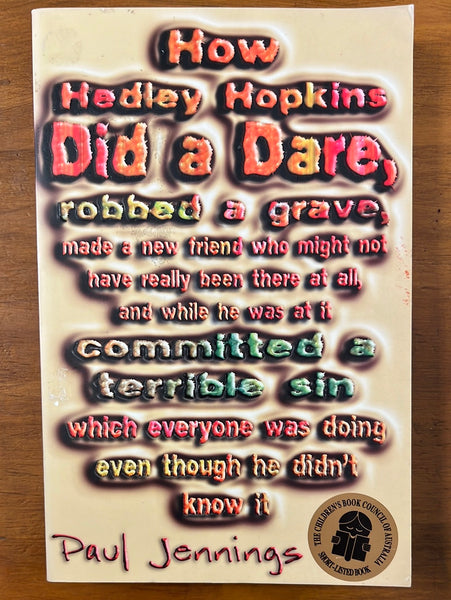 How
Hedley Hopkins
Did a Dare,
robbed a grave,
made a new friend who might not
have really been there at all,
and while he was at it
committed a
terrible sin
which everyone was doing
even though he didn't
know it
Paul Jennings
THE CHILDREN'S BOOK COUNCIL OF AUSTRALIA
SHORT-LISTED BOOK